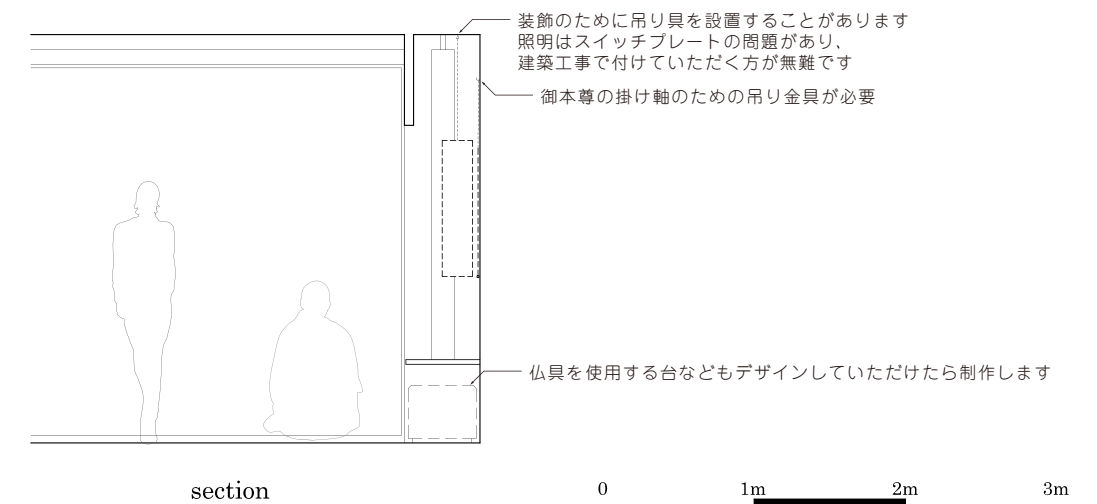 装飾のために吊り具を設置することがあります
照明はスイッチプレートの問題があり、
建築工事で付けていただく方が無難です
御本尊の掛け軸のための吊り金具が必要
仏具を使用する台などもデザインしていただけたら制作します
section
0 1m 2m 3m